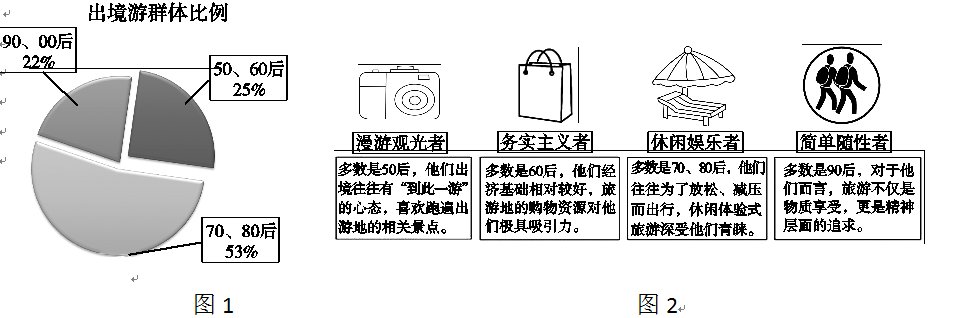 出境游群体比例
90、00后
22%
50、60后
25%
70、80后
53%
图 1
漫游观光者
多数是50后，他们出
境往往有“到此一游”
的心态，喜欢跑遍出
游地的相关景点。
务实主义者
多数是60后，他们经
济基础相对较好，旅
游地的购物资源对他
们极具吸引力。
休闲娱乐者
多数是70、80后，他们
往往为了放松、减压
而出行，休闲体验式
旅游深受他们青睐。
简单随性者
多数是90后，对于他
们而言，旅游不仅是
物质享受，更是精神
层面的追求。
图 2